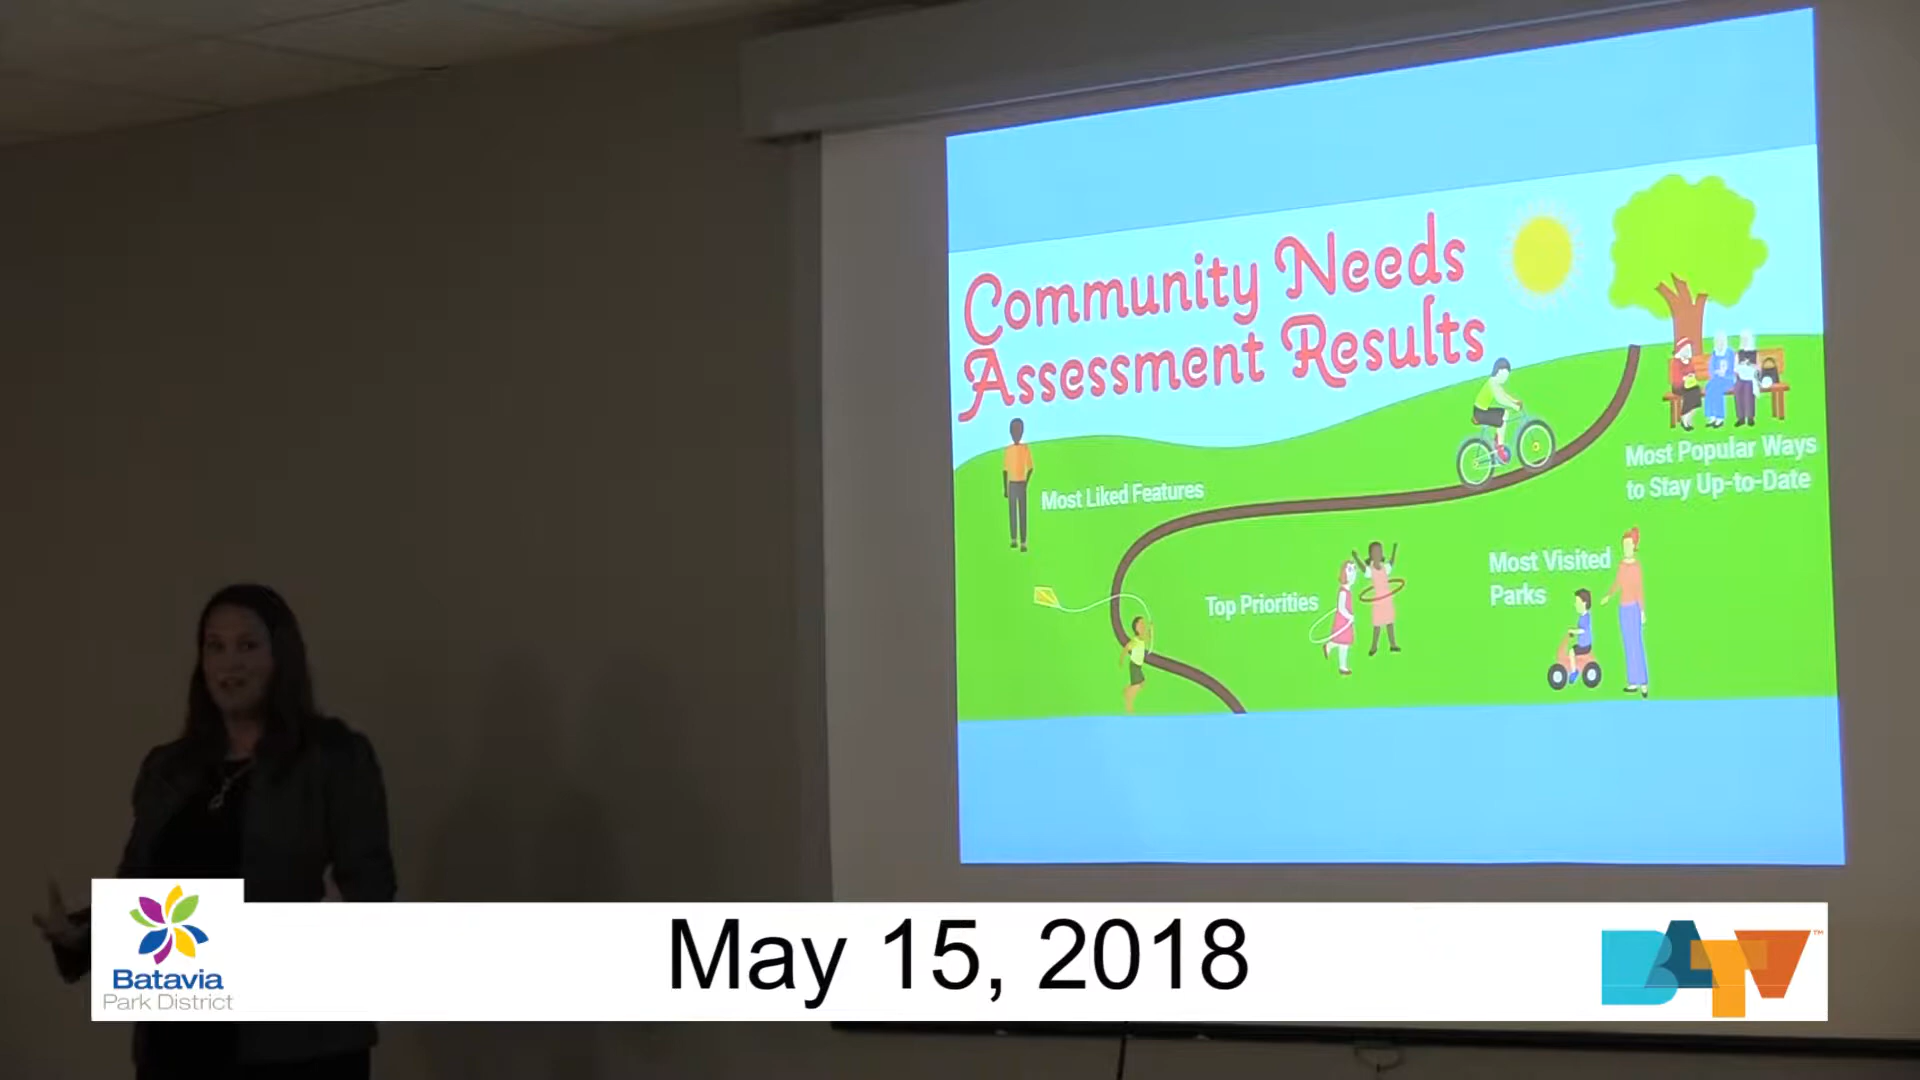 Community Needs
Assessment Results
Most Liked Features
Most Popular Ways
to Stay Up-to-Date
Top Priorities
Most Visited
Parks
Batavia
Park District
May 15, 2018
BATV™